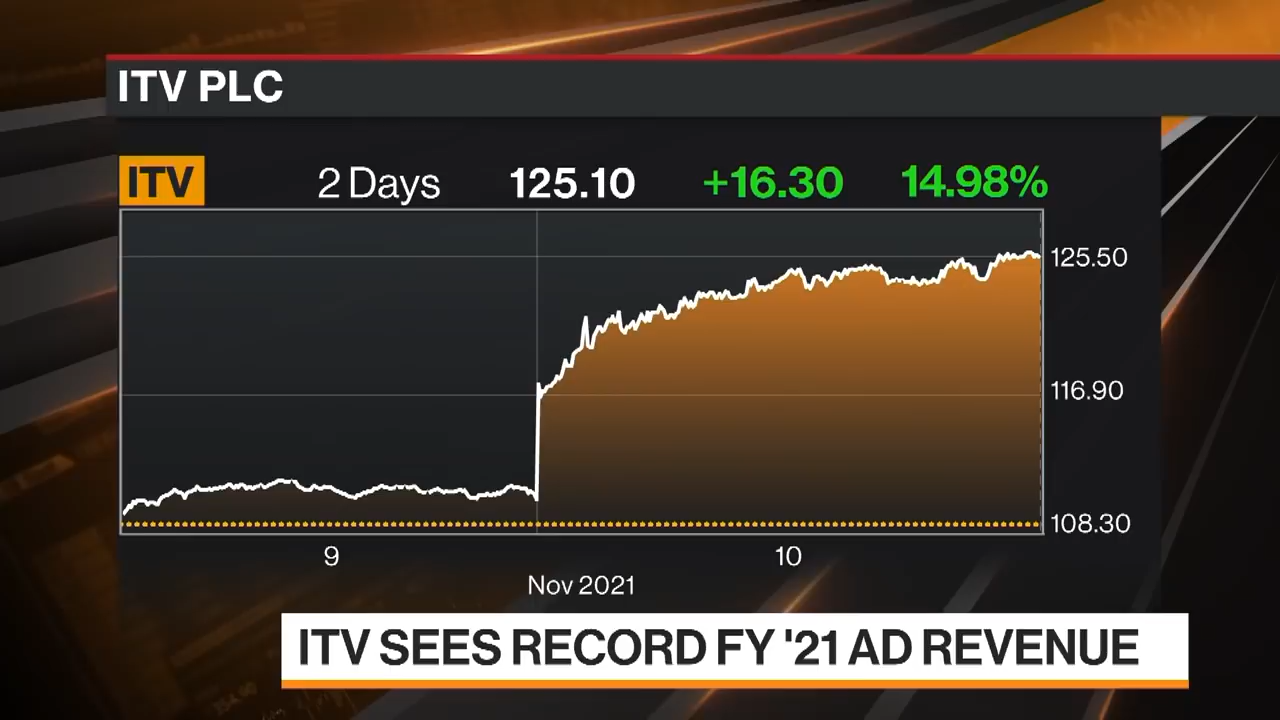 ITV PLC
ITV 2 Days 125.10 +16.30 14.98%
125.50
116.90
108.30
9 10
Nov 2021
ITV SEES RECORD FY '21 AD REVENUE